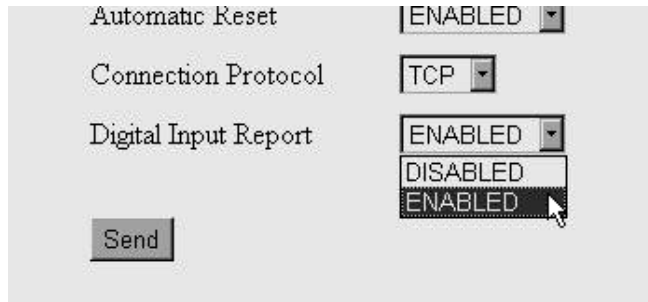 Automatic Reset ENABLED
Connection Protocol TCP
Digital Input Report ENABLED
DISABLED
ENABLED
Send